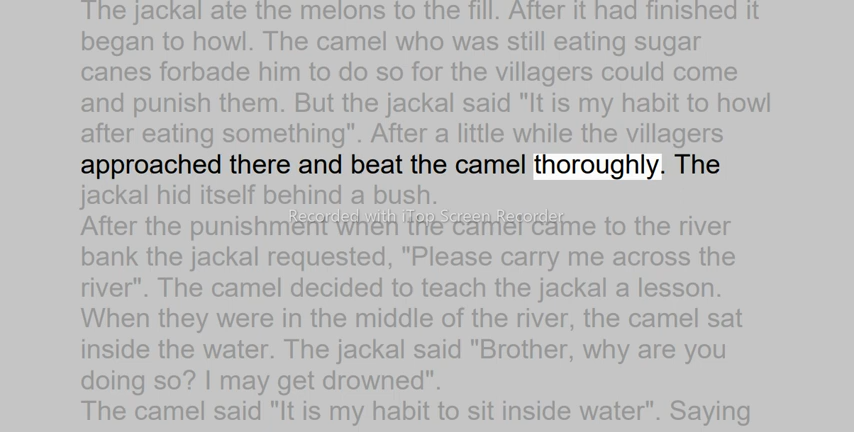 The jackal ate the melons to the fill. After it had finished it
began to howl. The camel who was still eating sugar
canes forbade him to do so for the villagers could come
and punish them. But the jackal said "It is my habit to howl
after eating something". After a little while the villagers
approached there and beat the camel thoroughly. The
jackal hid itself behind a bush.
Recorded with iTop Screen Recorder
After the punishment when the camel came to the river
bank the jackal requested, "Please carry me across the
river". The camel decided to teach the jackal a lesson.
When they were in the middle of the river, the camel sat
inside the water. The jackal said "Brother, why are you
doing so? I may get drowned".
The camel said "It is my habit to sit inside water". Saying